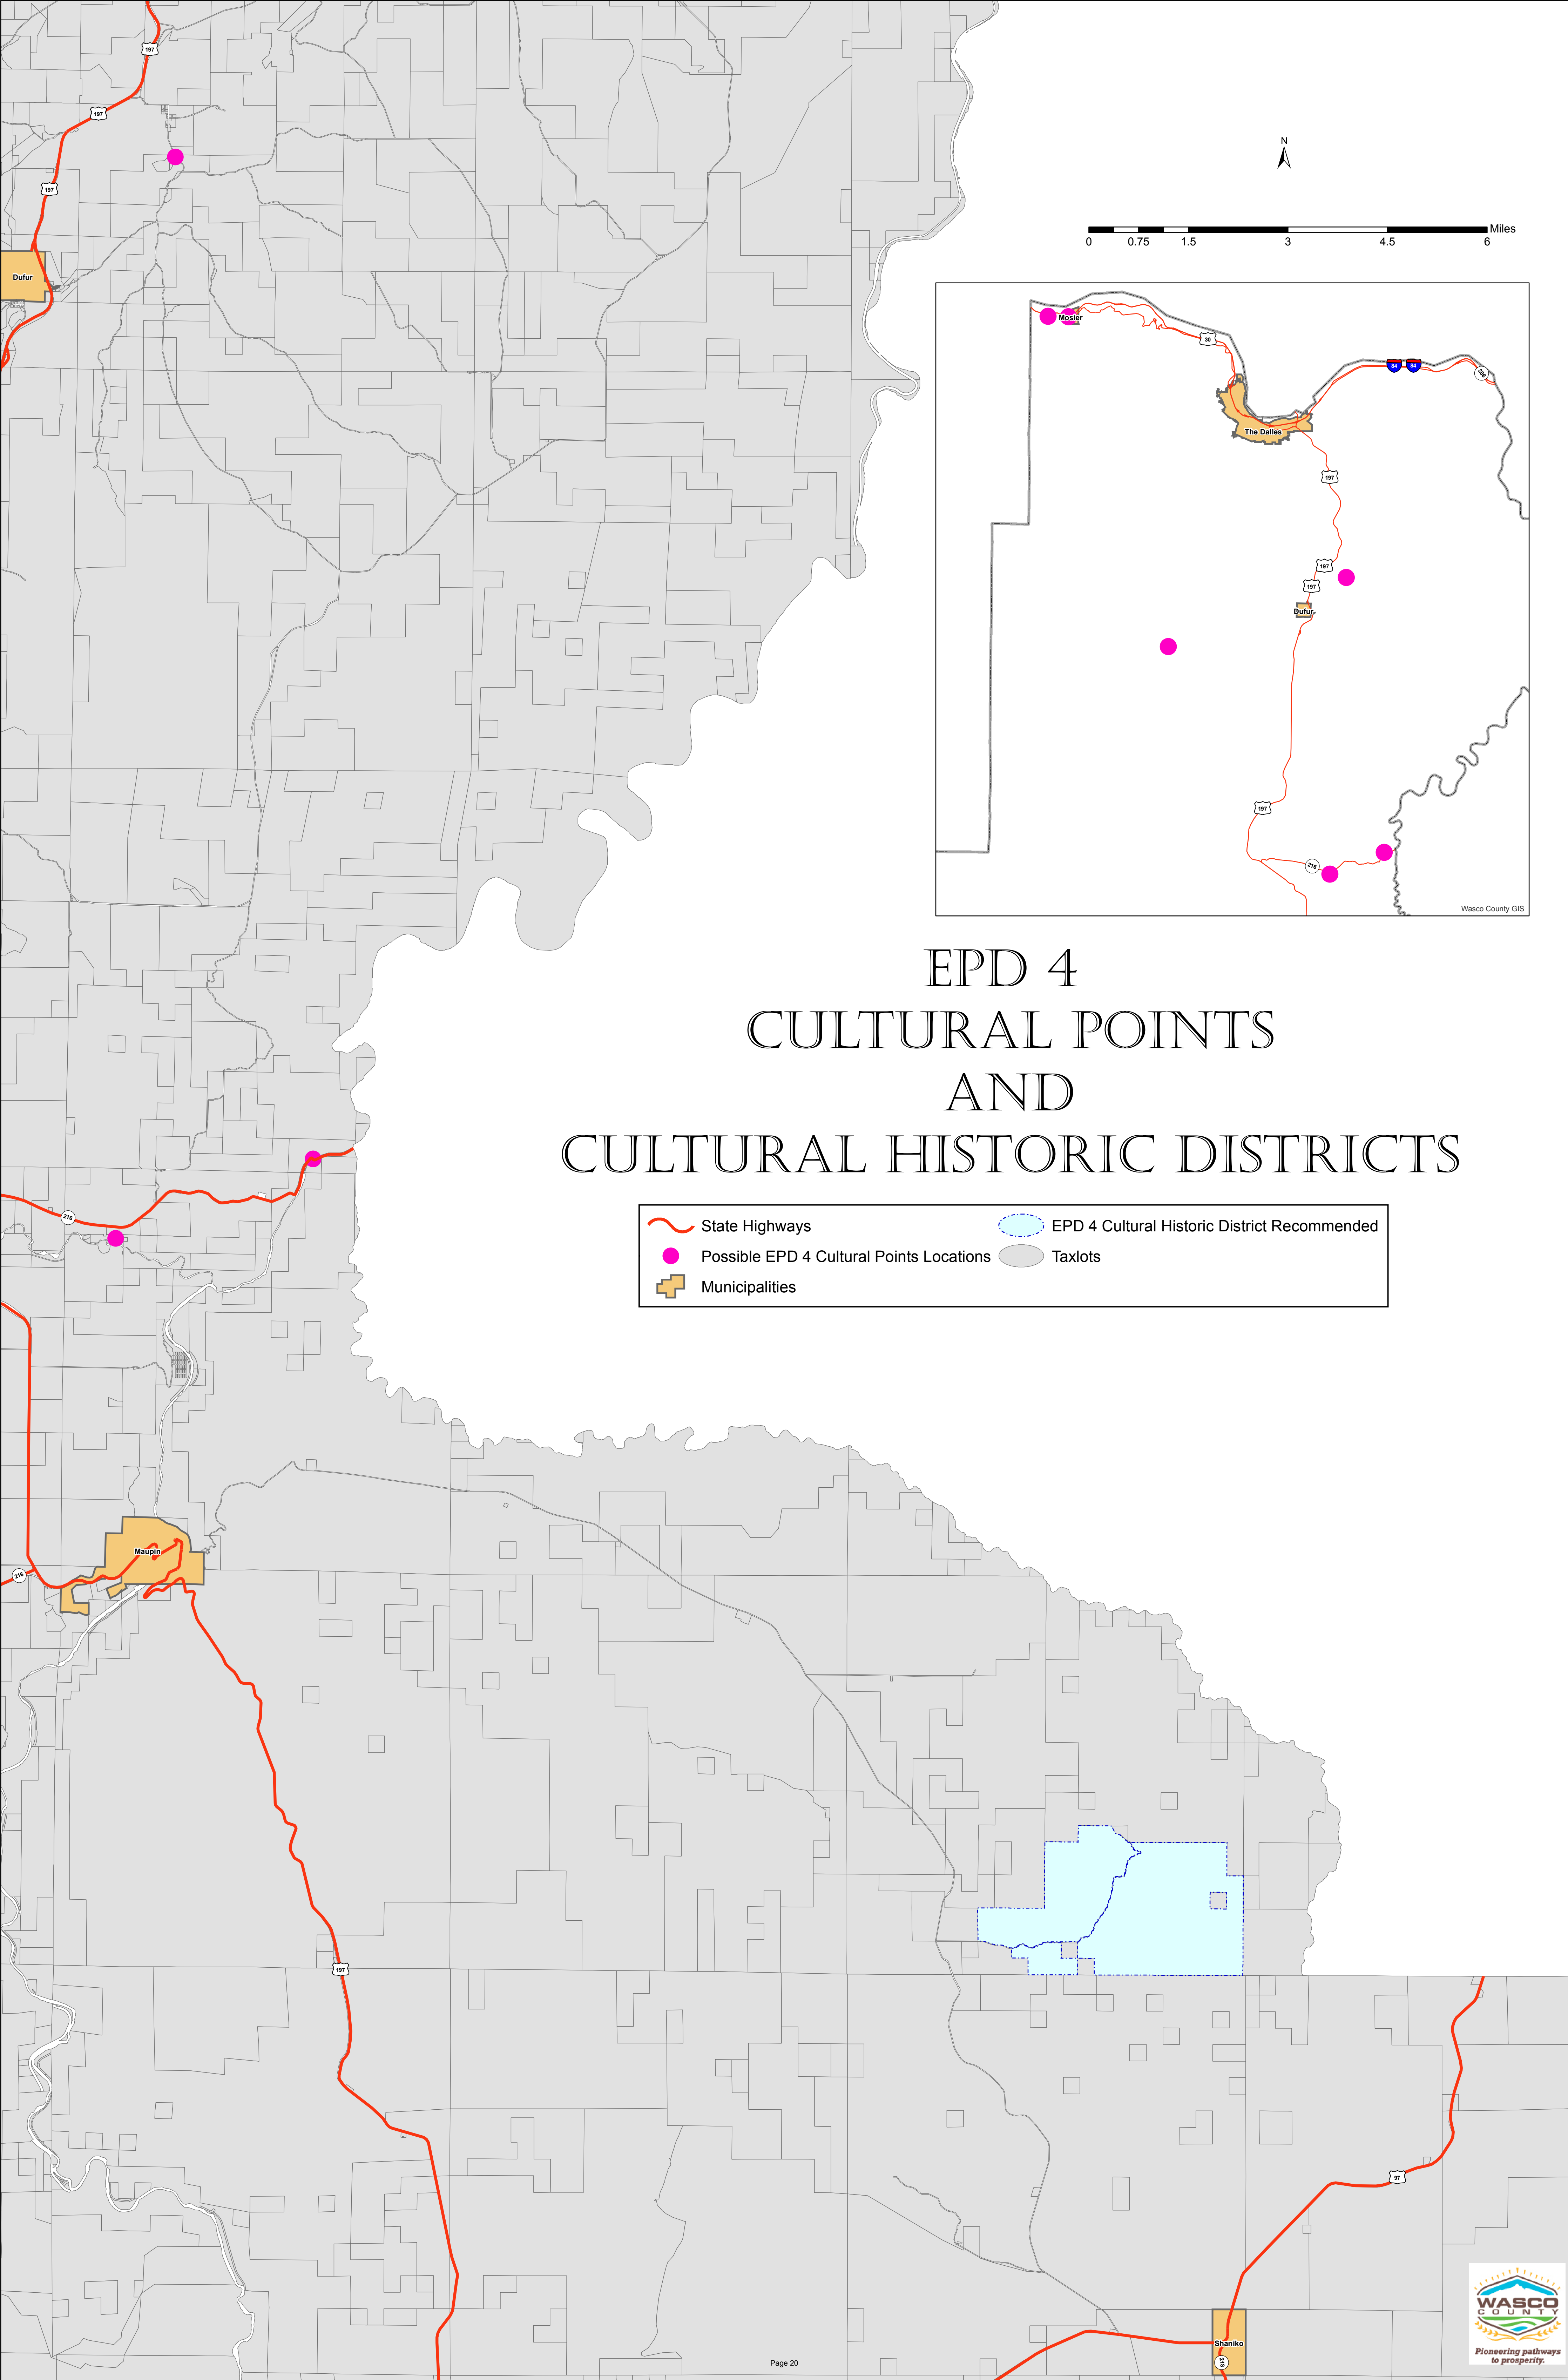 197
197
197
Dufur
N
Miles
0 0.75 1.5 3 4.5 6
Mosier
30
84 84
206
The Dalles
197
197
197
Dufur
197
216
Wasco County GIS
EPD 4
CULTURAL POINTS
AND
CULTURAL HISTORIC DISTRICTS
State Highways
Possible EPD 4 Cultural Points Locations
Municipalities
EPD 4 Cultural Historic District Recommended
Taxlots
216
Maupin
216
197
97
Shaniko
218
WASCO
COUNTY
Pioneering pathways
to prosperity.
Page 20